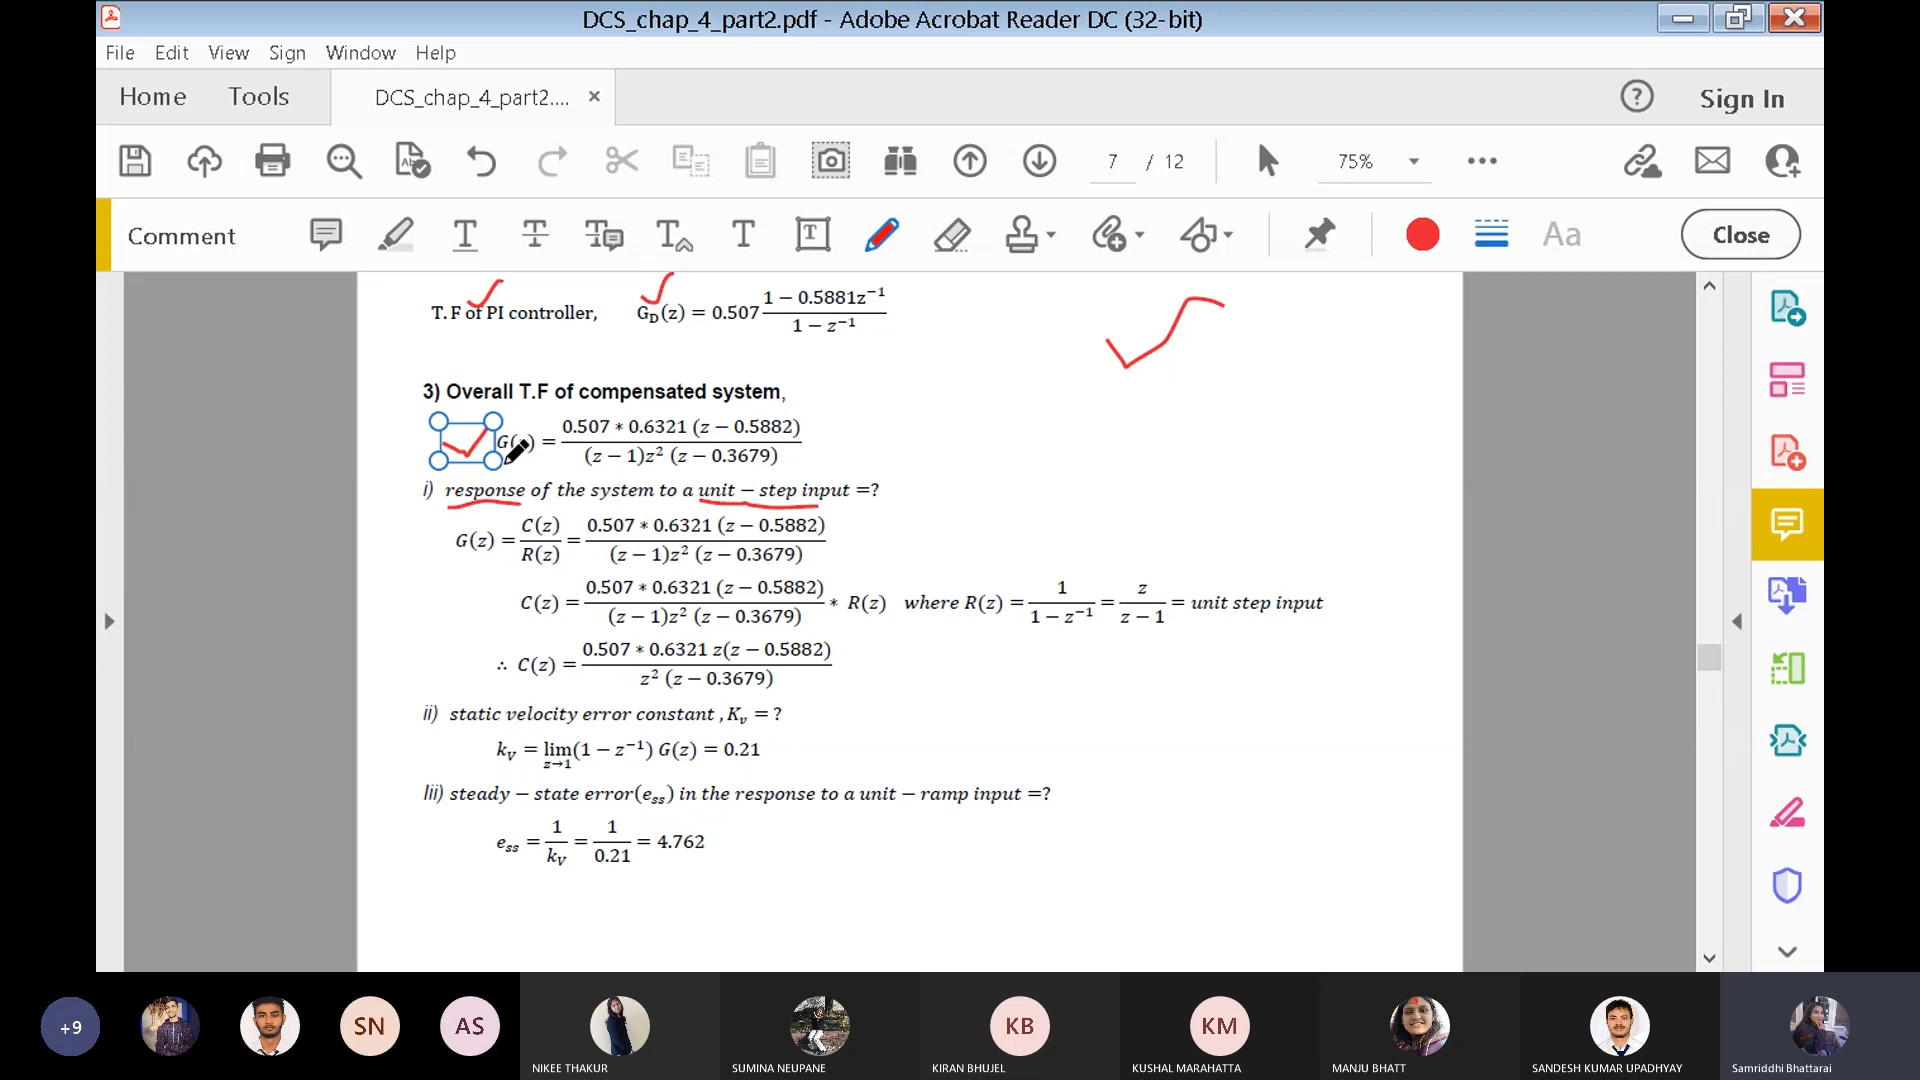 DCS_chap_4_part2.pdf - Adobe Acrobat Reader DC (32-bit)
File Edit View Sign Window Help
Home Tools DCS_chap_4_part2.... × Sign In
7 / 12 75%
Comment Close
T.F of PI controller, G_D(z) = 0.507 (1 − 0.5881z⁻¹)/(1 − z⁻¹)
3) Overall T.F of compensated system,
G(z) = 0.507 * 0.6321 (z − 0.5882)/((z − 1)z² (z − 0.3679))
i) response of the system to a unit − step input =?
G(z) = C(z)/R(z) = 0.507 * 0.6321 (z − 0.5882)/((z − 1)z² (z − 0.3679))
C(z) = 0.507 * 0.6321 (z − 0.5882)/((z − 1)z² (z − 0.3679)) * R(z) where R(z) = 1/(1 − z⁻¹) = z/(z − 1) = unit step input
∴ C(z) = 0.507 * 0.6321 z(z − 0.5882)/(z² (z − 0.3679))
ii) static velocity error constant , K_v = ?
k_V = lim_{z→1}(1 − z⁻¹) G(z) = 0.21
Iii) steady − state error(e_ss) in the response to a unit − ramp input =?
e_ss = 1/k_V = 1/0.21 = 4.762
+9 SN AS KB KM
NIKEE THAKUR SUMINA NEUPANE KIRAN BHUJEL KUSHAL MARAHATTA MANJU BHATT SANDESH KUMAR UPADHYAY Samriddhi Bhattarai